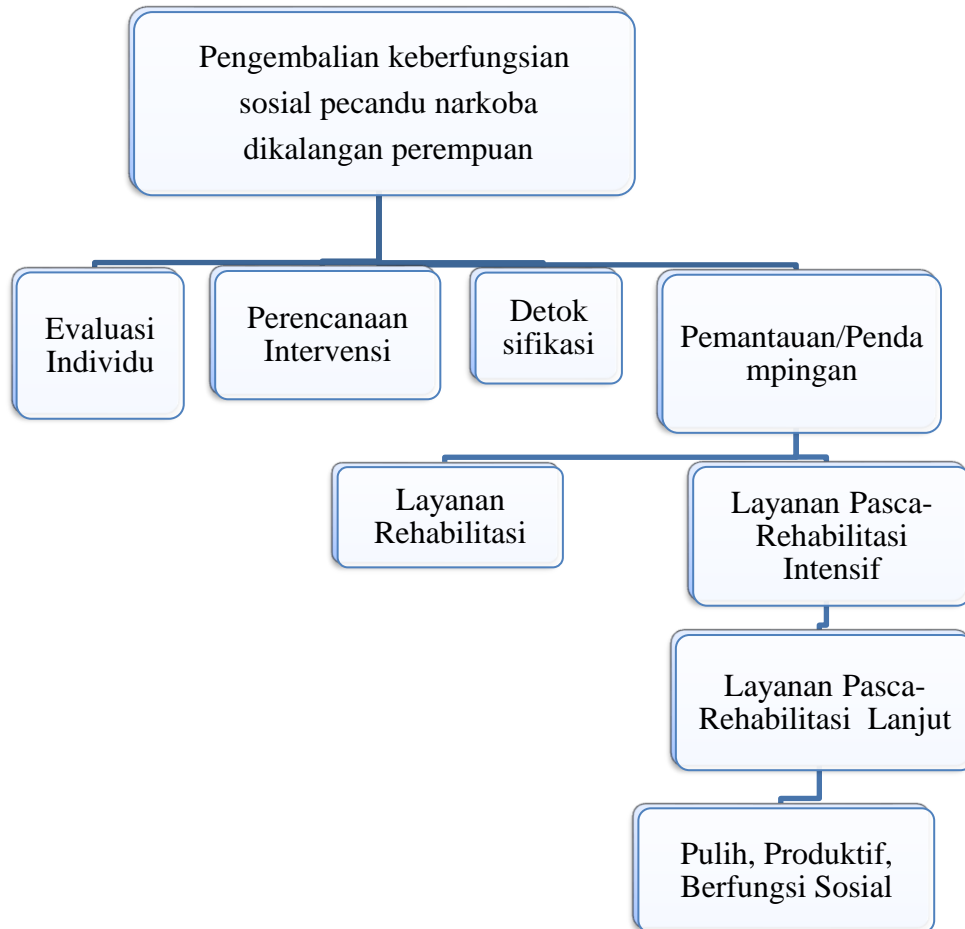 Pengembalian keberfungsian
sosial pecandu narkoba
dikalangan perempuan
Evaluasi
Individu
Perencanaan
Intervensi
Detok
sifikasi
Pemantauan/Penda
mpingan
Layanan
Rehabilitasi
Layanan Pasca-
Rehabilitasi
Intensif
Layanan Pasca-
Rehabilitasi Lanjut
Pulih, Produktif,
Berfungsi Sosial